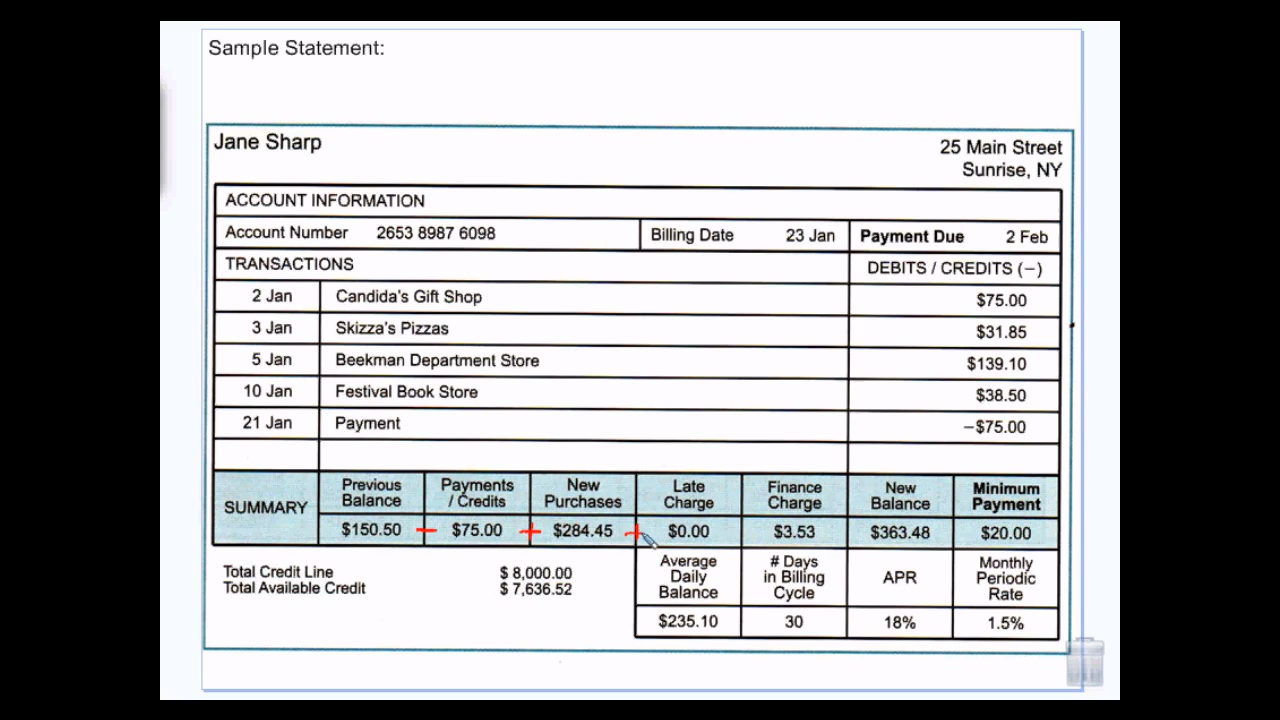 Sample Statement:
Jane Sharp
25 Main Street
Sunrise, NY
ACCOUNT INFORMATION
Account Number 2653 8987 6098 Billing Date 23 Jan Payment Due 2 Feb
TRANSACTIONS DEBITS / CREDITS (−)
2 Jan Candida's Gift Shop $75.00
3 Jan Skizza's Pizzas $31.85
5 Jan Beekman Department Store $139.10
10 Jan Festival Book Store $38.50
21 Jan Payment −$75.00
SUMMARY
Previous Balance Payments / Credits New Purchases Late Charge Finance Charge New Balance Minimum Payment
$150.50 − $75.00 + $284.45 + $0.00 $3.53 $363.48 $20.00
Total Credit Line $ 8,000.00
Total Available Credit $ 7,636.52
Average Daily Balance # Days in Billing Cycle APR Monthly Periodic Rate
$235.10 30 18% 1.5%